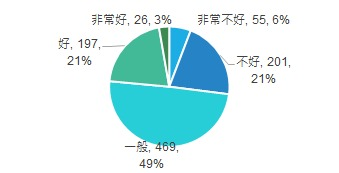 非常好, 26, 3%
非常不好, 55, 6%
好, 197,
21%
不好, 201,
21%
一般, 469,
49%